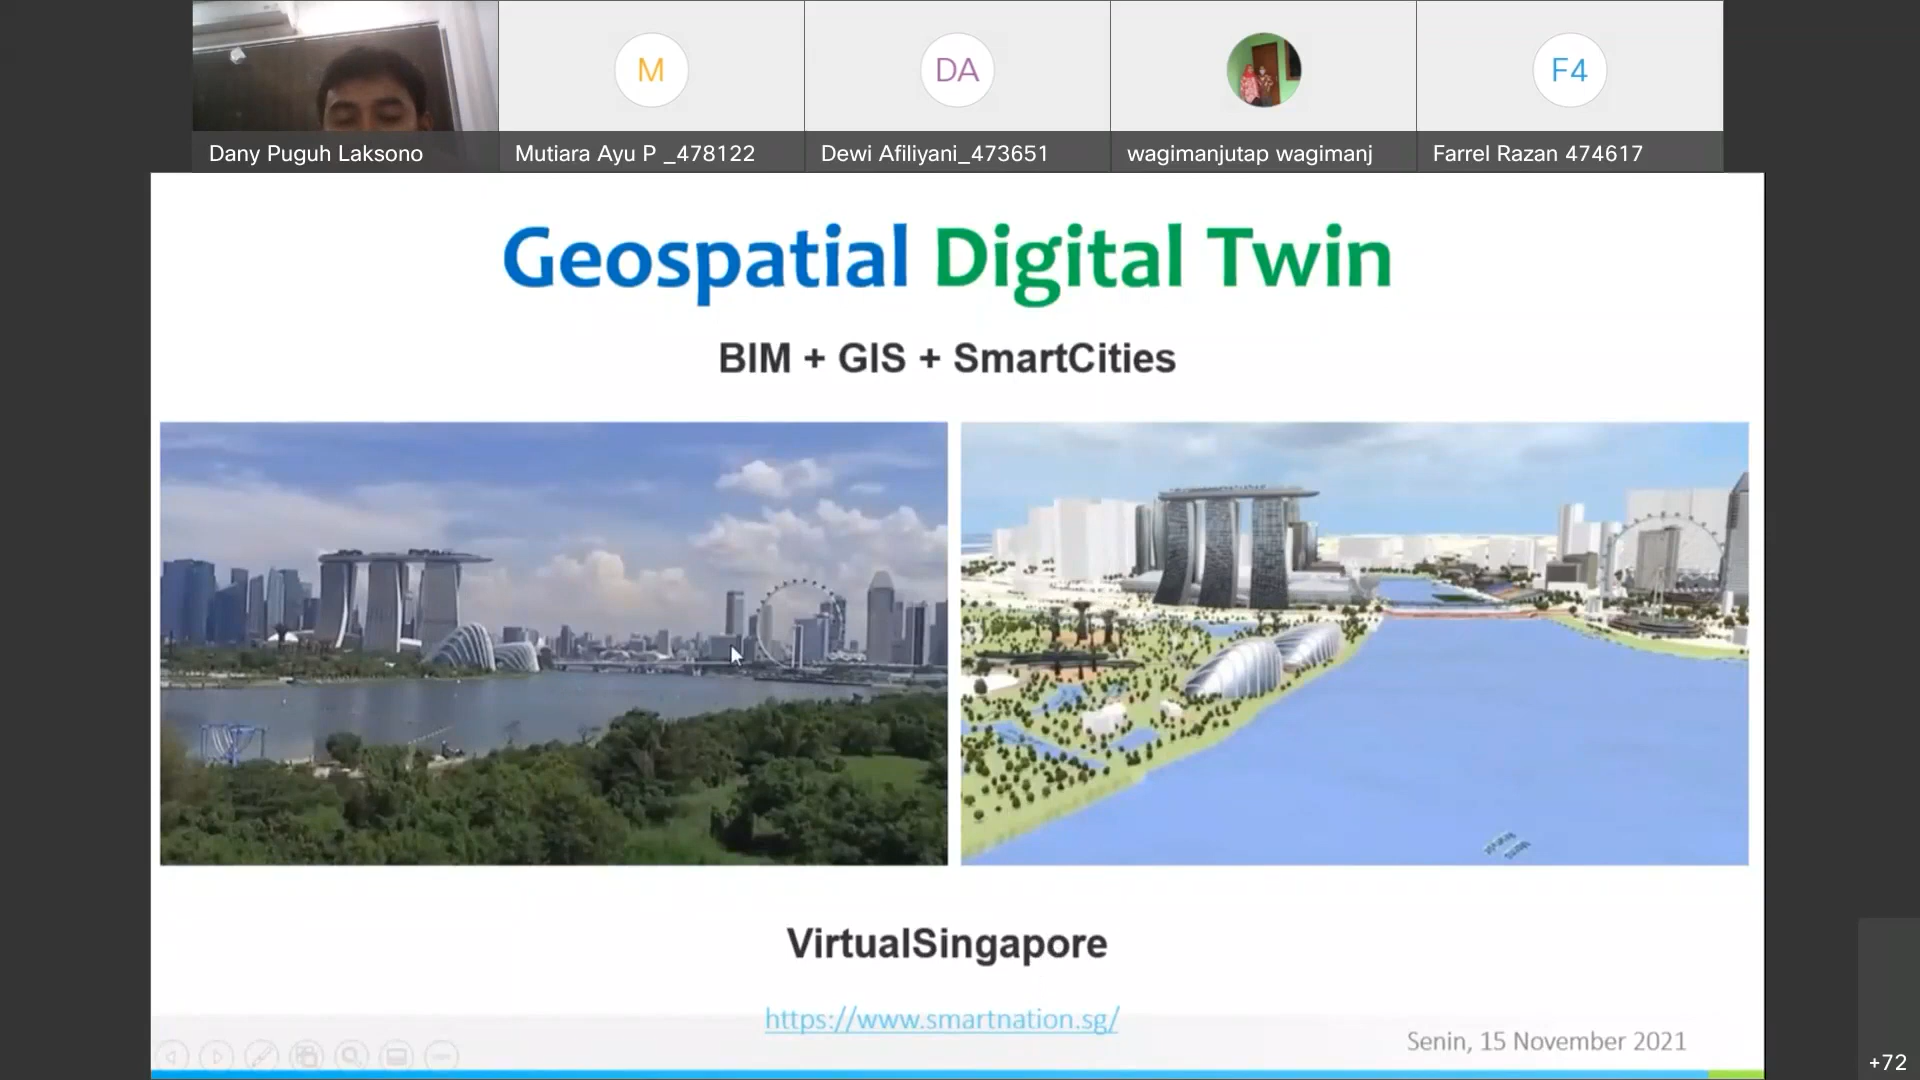 M
DA
F4
Dany Puguh Laksono
Mutiara Ayu P _478122
Dewi Afiliyani_473651
wagimanjutap wagimanj
Farrel Razan 474617
Geospatial Digital Twin
BIM + GIS + SmartCities
VirtualSingapore
https://www.smartnation.sg/
Senin, 15 November 2021
+72